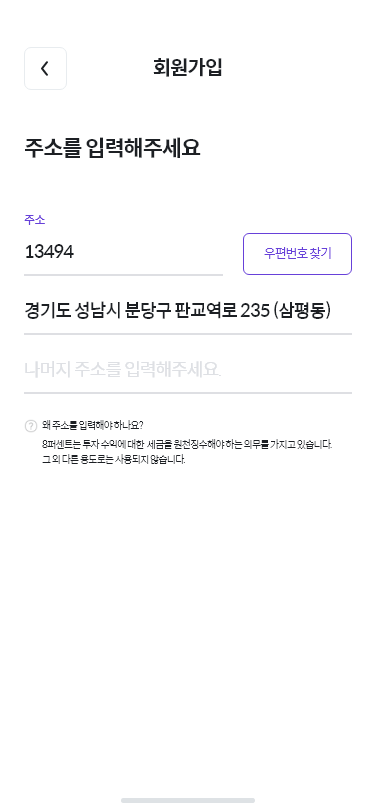 회원가입
주소를 입력해주세요
주소
13494
우편번호 찾기
경기도 성남시 분당구 판교역로 235 (삼평동)
나머지 주소를 입력해주세요.
? 왜 주소를 입력해야 하나요?
8퍼센트는 투자 수익에 대한 세금을 원천징수해야 하는 의무를 가지고 있습니다.
그 외 다른 용도로는 사용되지 않습니다.